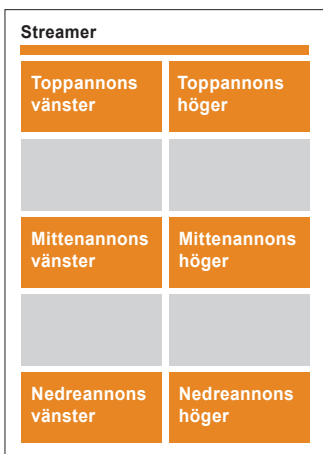 Streamer
Toppannons
vänster
Toppannons
höger
Mittenannons
vänster
Mittenannons
höger
Nedreannons
vänster
Nedreannons
höger